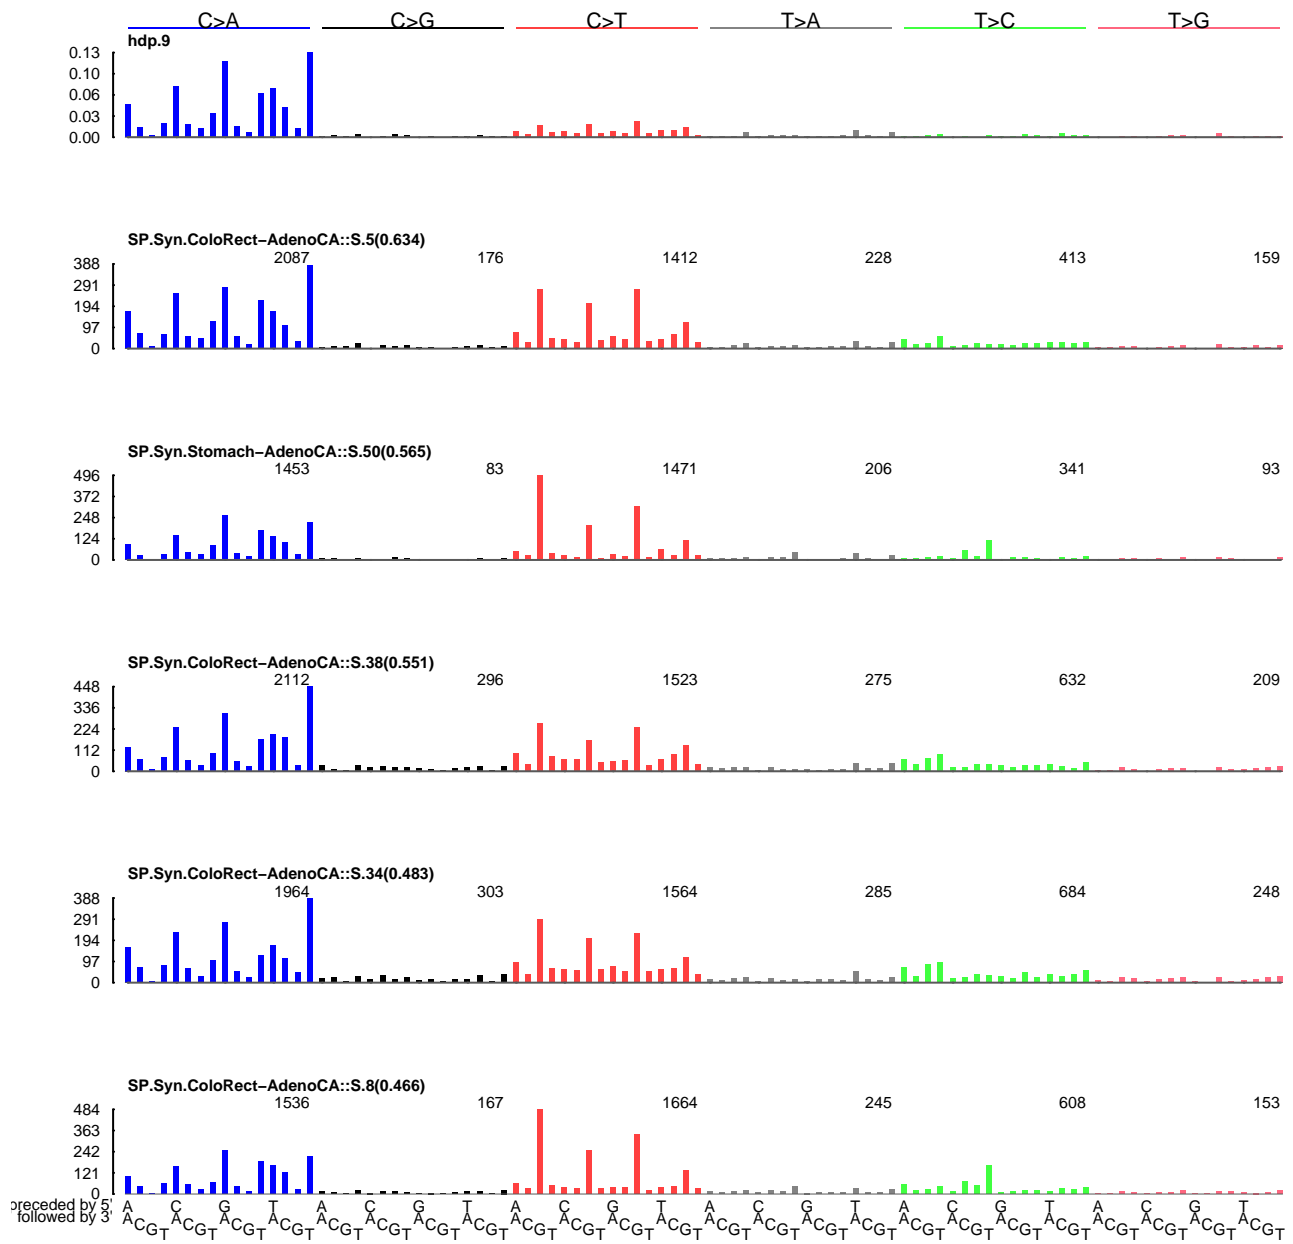 C>A C>G C>T T>A T>C T>G
hdp.9
0.13
0.10
0.06
0.03
0.00
SP.Syn.ColoRect−AdenoCA::S.5(0.634)
2087 176 1412 228 413 159
388
291
194
97
0
SP.Syn.Stomach−AdenoCA::S.50(0.565)
1453 83 1471 206 341 93
496
372
248
124
0
SP.Syn.ColoRect−AdenoCA::S.38(0.551)
2112 296 1523 275 632 209
448
336
224
112
0
SP.Syn.ColoRect−AdenoCA::S.34(0.483)
1964 303 1564 285 684 248
388
291
194
97
0
SP.Syn.ColoRect−AdenoCA::S.8(0.466)
1536 167 1664 245 608 153
484
363
242
121
0
preceded by 5' A C G T A C G T A C G T A C G T A C G T A C G T
followed by 3' A C G T A C G T A C G T A C G T A C G T A C G T A C G T A C G T A C G T A C G T A C G T A C G T A C G T A C G T A C G T A C G T A C G T A C G T A C G T A C G T A C G T A C G T A C G T A C G T